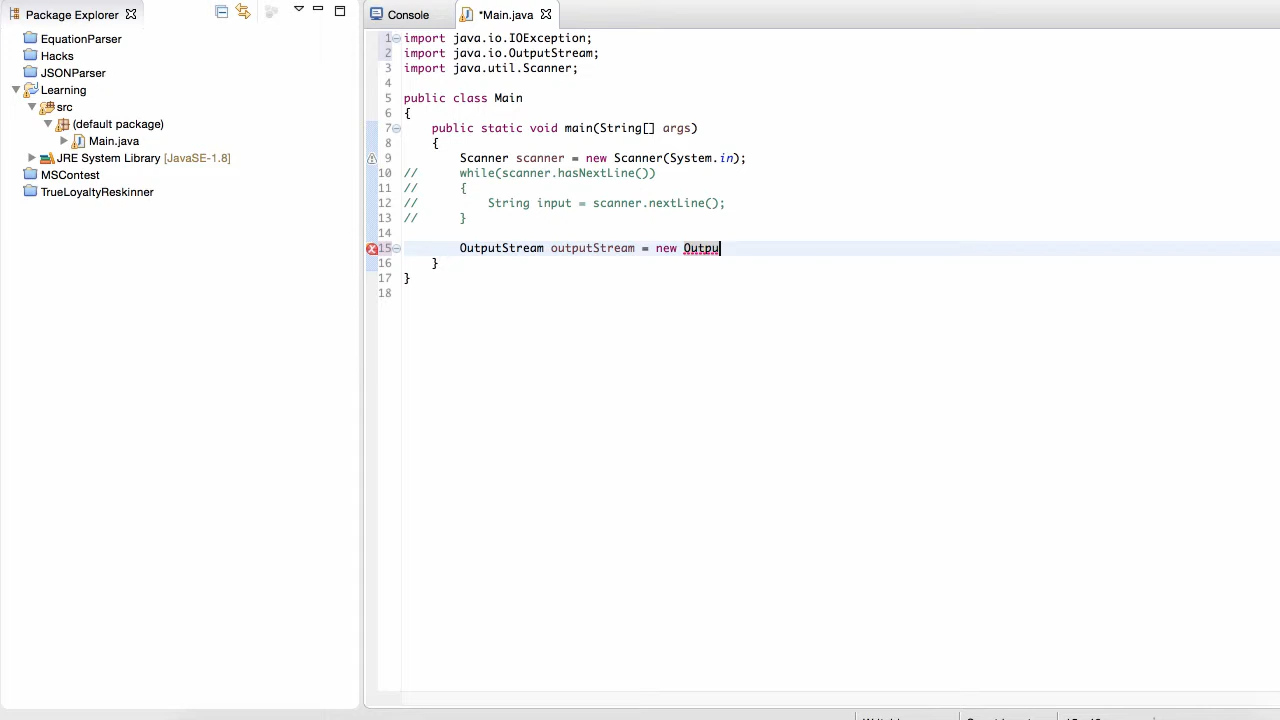 Package Explorer
Console
*Main.java
EquationParser
Hacks
JSONParser
Learning
src
(default package)
Main.java
JRE System Library [JavaSE-1.8]
MSContest
TrueLoyaltyReskinner
1 import java.io.IOException;
2 import java.io.OutputStream;
3 import java.util.Scanner;
4
5 public class Main
6 {
7 public static void main(String[] args)
8 {
9 Scanner scanner = new Scanner(System.in);
10 // while(scanner.hasNextLine())
11 // {
12 // String input = scanner.nextLine();
13 // }
14
15 OutputStream outputStream = new Outpu
16 }
17 }
18